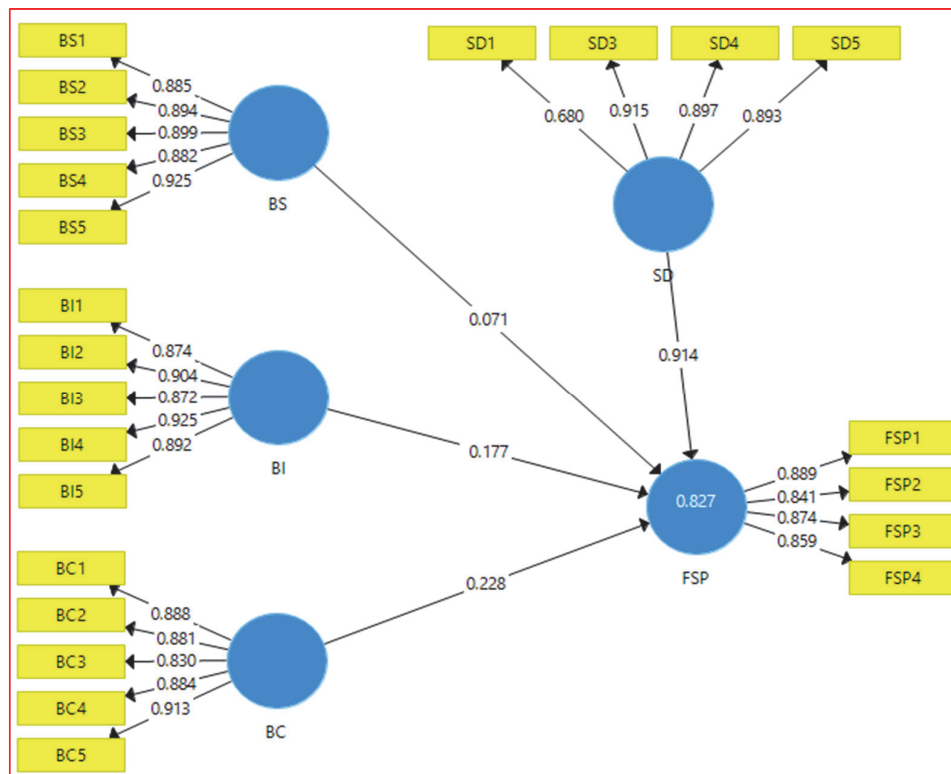 BS1
BS2
BS3
BS4
BS5
0.885
0.894
0.899
0.882
0.925
BS
SD1
SD3
SD4
SD5
0.680
0.915
0.897
0.893
SD
BI1
BI2
BI3
BI4
BI5
0.874
0.904
0.872
0.925
0.892
BI
0.071
0.914
0.177
0.228
BC1
BC2
BC3
BC4
BC5
0.888
0.881
0.830
0.884
0.913
BC
0.827
FSP
0.889
0.841
0.874
0.859
FSP1
FSP2
FSP3
FSP4